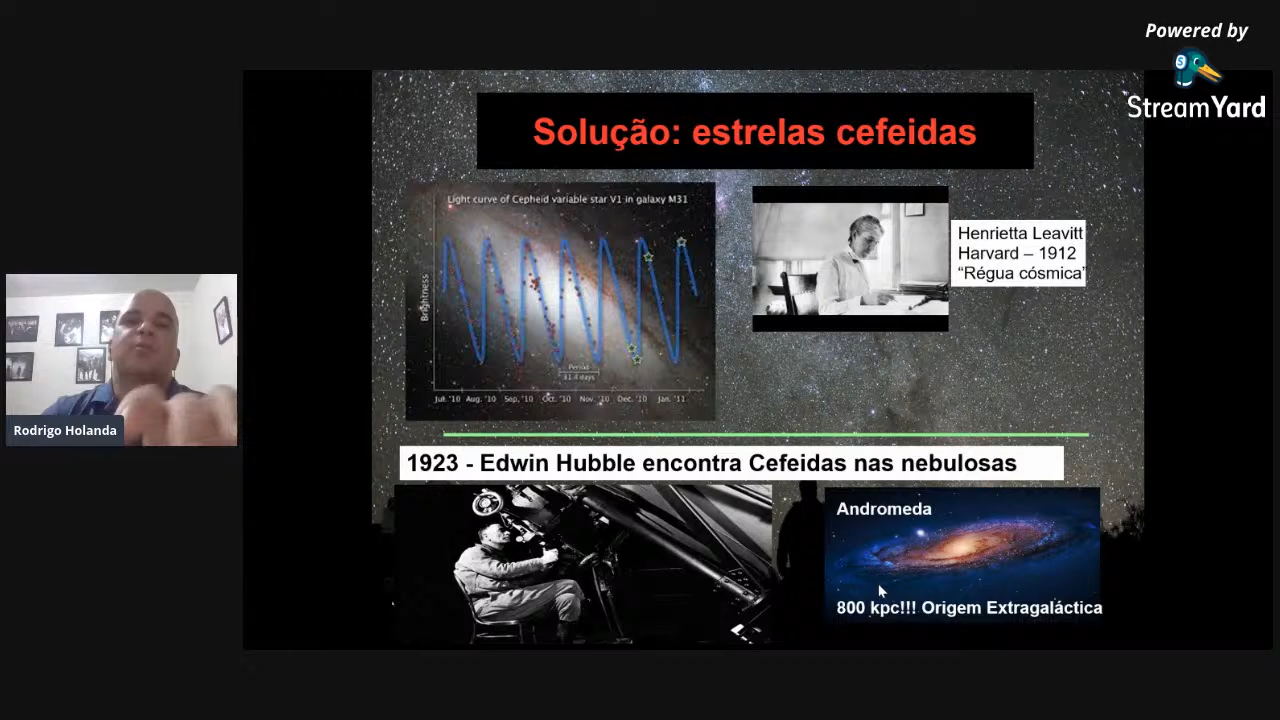 Powered by
StreamYard
Solução: estrelas cefeidas
Light curve of Cepheid variable star V1 in galaxy M31
Brightness
Period
31.4 days
Jul. '10 Aug. '10 Sep. '10 Oct. '10 Nov. '10 Dec. '10 Jan. '11
Henrietta Leavitt
Harvard – 1912
“Régua cósmica”
Rodrigo Holanda
1923 - Edwin Hubble encontra Cefeidas nas nebulosas
Andromeda
800 kpc!!! Origem Extragaláctica